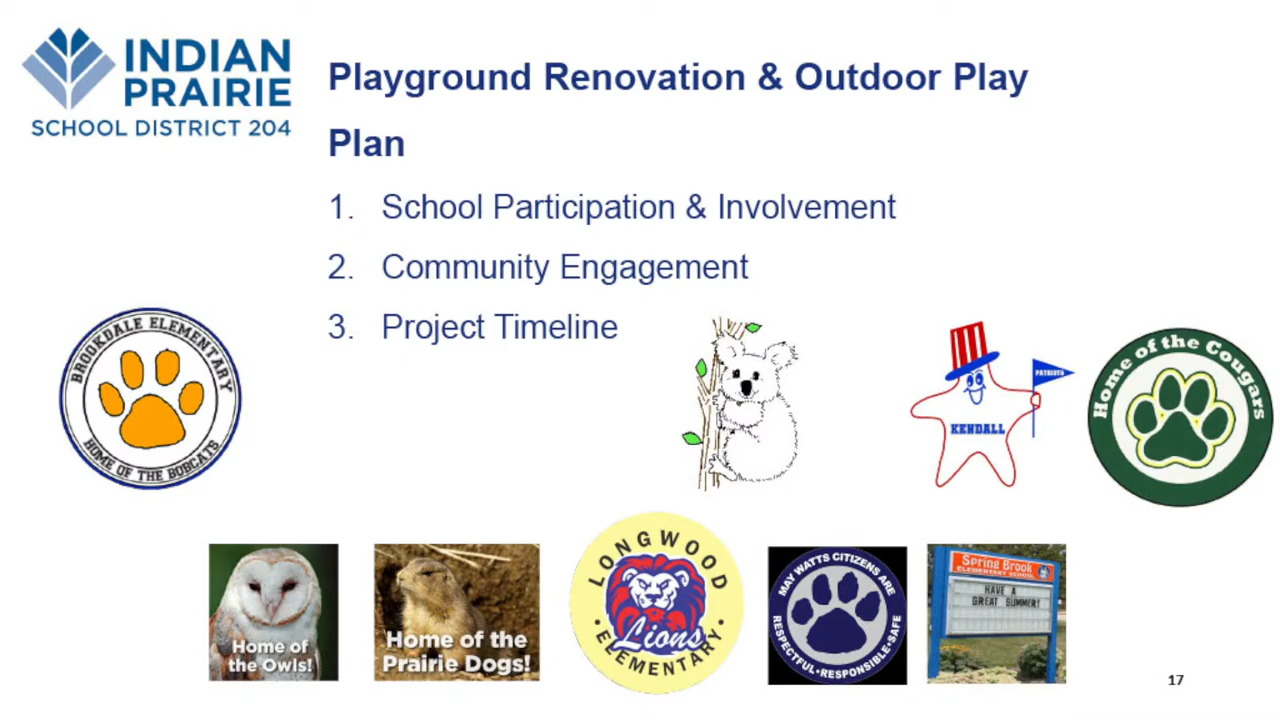 INDIAN
PRAIRIE
SCHOOL DISTRICT 204
Playground Renovation & Outdoor Play
Plan
1. School Participation & Involvement
2. Community Engagement
3. Project Timeline
BROOKDALE ELEMENTARY
HOME OF THE BOBCATS
PATRIOTS
KENDALL
Home of the Cougars
Home of
the Owls!
Home of the
Prairie Dogs!
LONGWOOD
Lions
ELEMENTARY
MAY WATTS CITIZENS ARE
RESPECTFUL • RESPONSIBLE • SAFE
Spring Brook
ELEMENTARY SCHOOL
HAVE A
GREAT SUMMER!
17